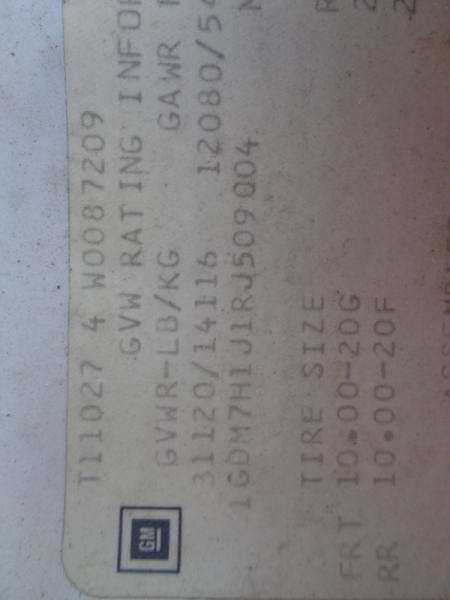 T11027 4 W0087209
GVW RATING INFOR
GVWR-LB/KG GAWR
31120/14116 12080/54
1GDM7H1J1RJ509004
TIRE SIZE
FRT 10.00-20G
RR 10.00-20F
GM